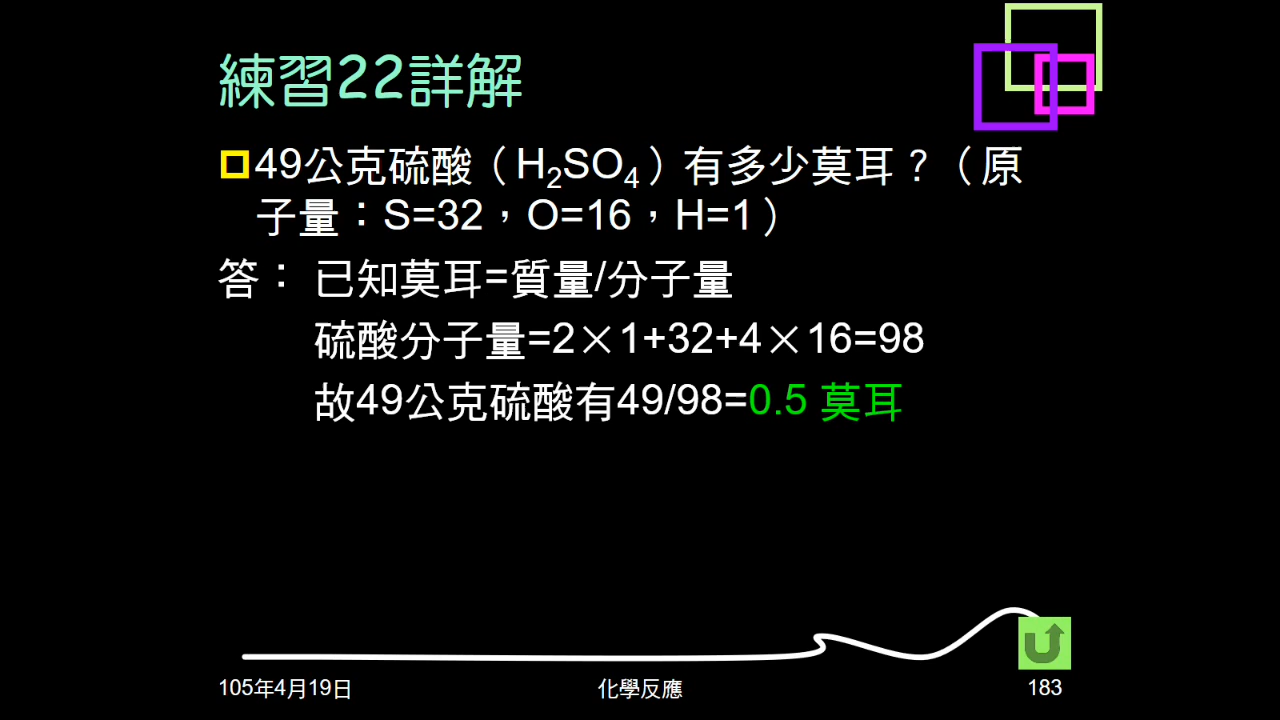 練習22詳解
49公克硫酸（H₂SO₄）有多少莫耳？（原
子量：S=32，O=16，H=1）
答： 已知莫耳=質量/分子量
硫酸分子量=2×1+32+4×16=98
故49公克硫酸有49/98=0.5 莫耳
105年4月19日
化學反應
183